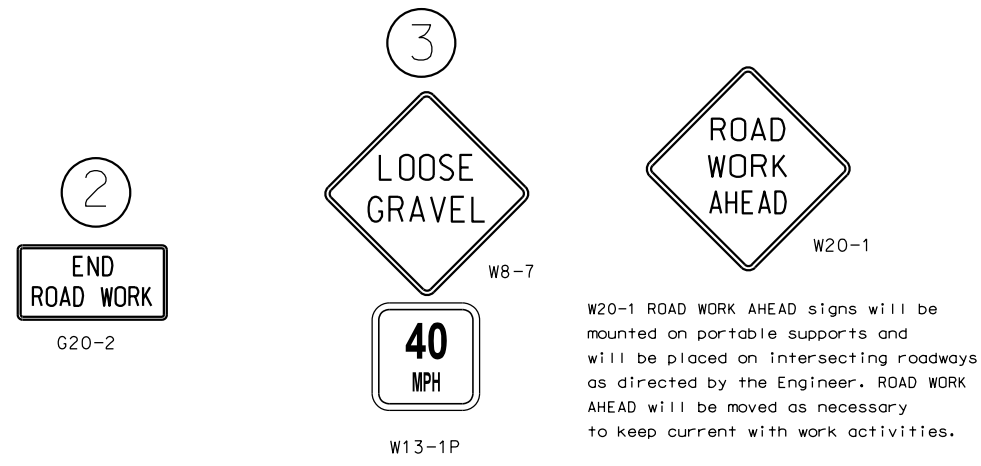 2
END
ROAD WORK
G20-2
3
LOOSE
GRAVEL
W8-7
40
MPH
W13-1P
ROAD
WORK
AHEAD
W20-1
W20-1 ROAD WORK AHEAD signs will be
mounted on portable supports and
will be placed on intersecting roadways
as directed by the Engineer. ROAD WORK
AHEAD will be moved as necessary
to keep current with work activities.